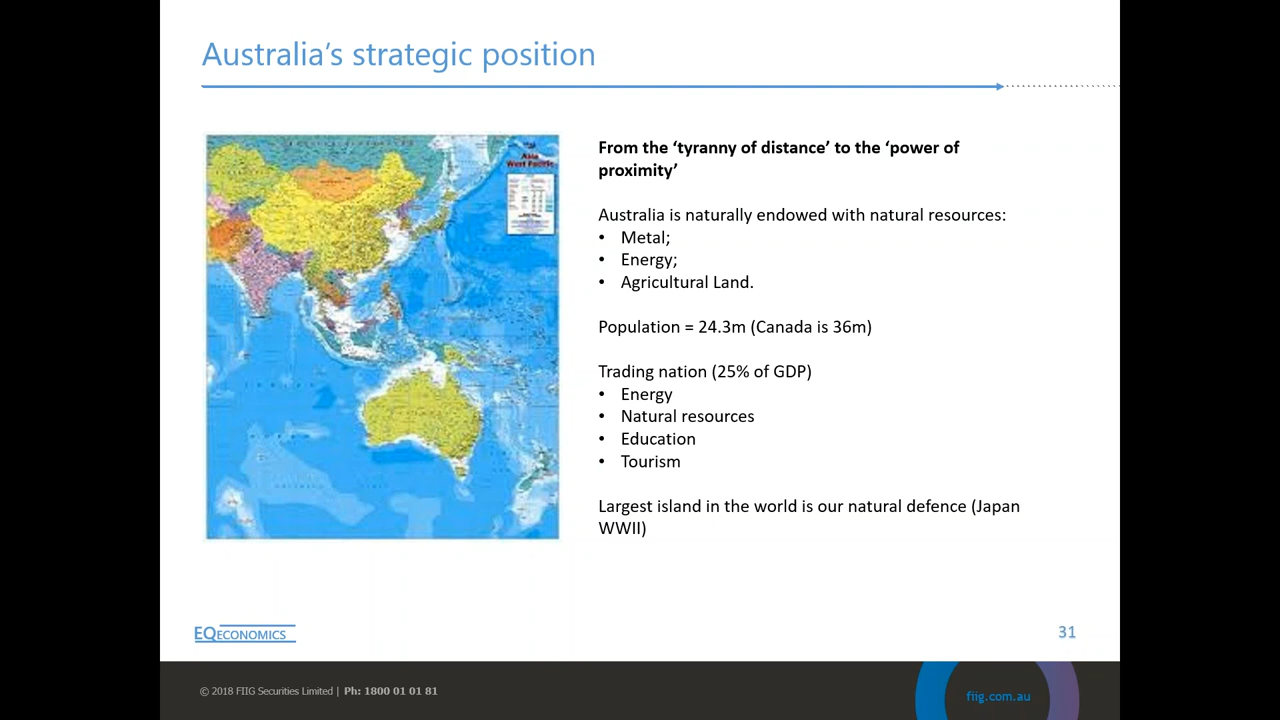 Australia’s strategic position
Asia
West Pacific
From the ‘tyranny of distance’ to the ‘power of
proximity’
Australia is naturally endowed with natural resources:
• Metal;
• Energy;
• Agricultural Land.
Population = 24.3m (Canada is 36m)
Trading nation (25% of GDP)
• Energy
• Natural resources
• Education
• Tourism
Largest island in the world is our natural defence (Japan
WWII)
EQECONOMICS
31
© 2018 FIIG Securities Limited | Ph: 1800 01 01 81
fiig.com.au